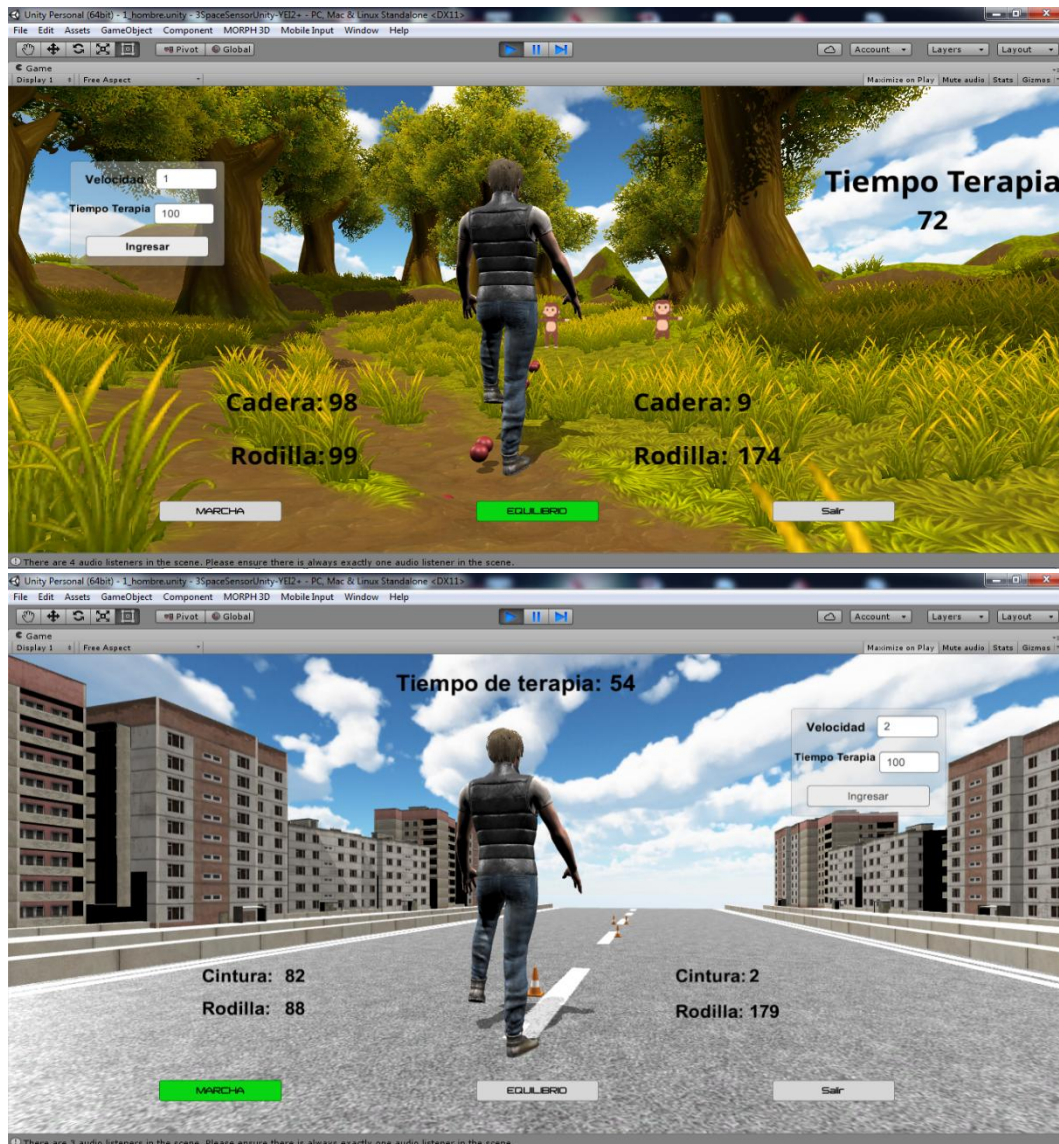 Unity Personal (64bit) - 1_hombre.unity - 3SpaceSensorUnity-YEI2+ - PC, Mac & Linux Standalone <DX11>
File Edit Assets GameObject Component MORPH 3D Mobile Input Window Help
Pivot Global Account Layers Layout
Game
Display 1 Free Aspect Maximize on Play Mute audio Stats Gizmos
Velocidad 1
Tiempo Terapia 100
Ingresar
Tiempo Terapia
72
Cadera: 98 Cadera: 9
Rodilla: 99 Rodilla: 174
MARCHA EQUILIBRIO Salir
There are 4 audio listeners in the scene. Please ensure there is always exactly one audio listener in the scene.
Unity Personal (64bit) - 1_hombre.unity - 3SpaceSensorUnity-YEI2+ - PC, Mac & Linux Standalone <DX11>
File Edit Assets GameObject Component MORPH 3D Mobile Input Window Help
Pivot Global Account Layers Layout
Game
Display 1 Free Aspect Maximize on Play Mute audio Stats Gizmos
Tiempo de terapia: 54
Velocidad 2
Tiempo Terapia 100
Ingresar
Cintura: 82 Cintura: 2
Rodilla: 88 Rodilla: 179
MARCHA EQUILIBRIO Salir
There are 3 audio listeners in the scene. Please ensure there is always exactly one audio listener in the scene.